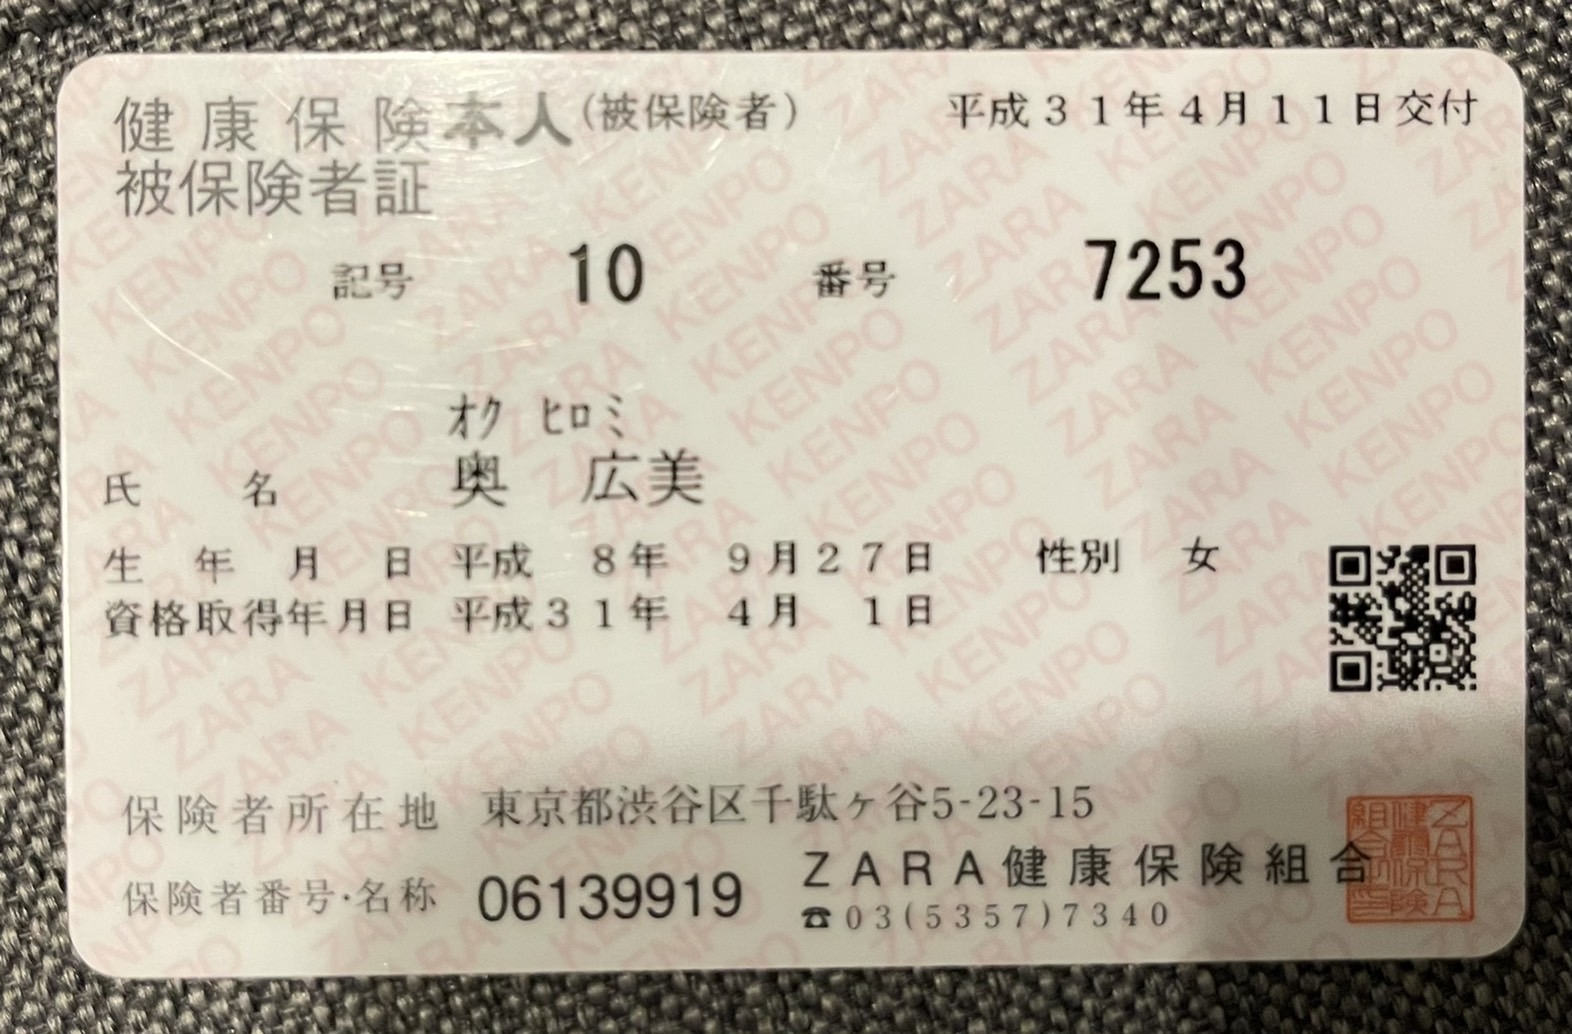 健康保険本人(被保険者) 平成31年4月11日交付
被保険者証
記号 10 番号 7253
オク ヒロミ
氏名 奥 広美
生年月日 平成 8年 9月27日 性別 女
資格取得年月日 平成31年 4月 1日
保険者所在地 東京都渋谷区千駄ヶ谷5-23-15
保険者番号・名称 06139919 ZARA健康保険組合
☎03(5357)7340
ZARA KENPO